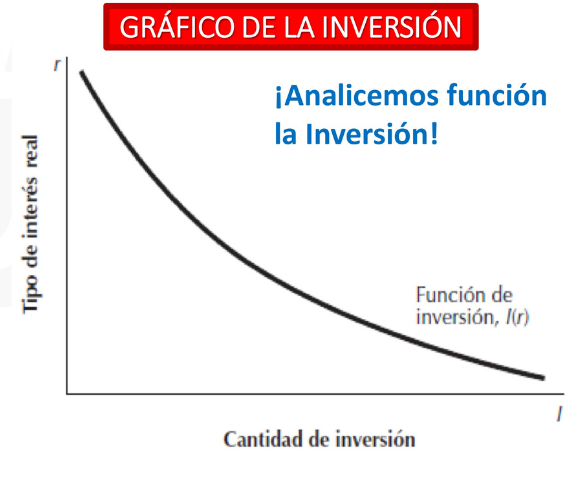 GRÁFICO DE LA INVERSIÓN
r
¡Analicemos función
la Inversión!
Tipo de interés real
Función de
inversión, I(r)
I
Cantidad de inversión